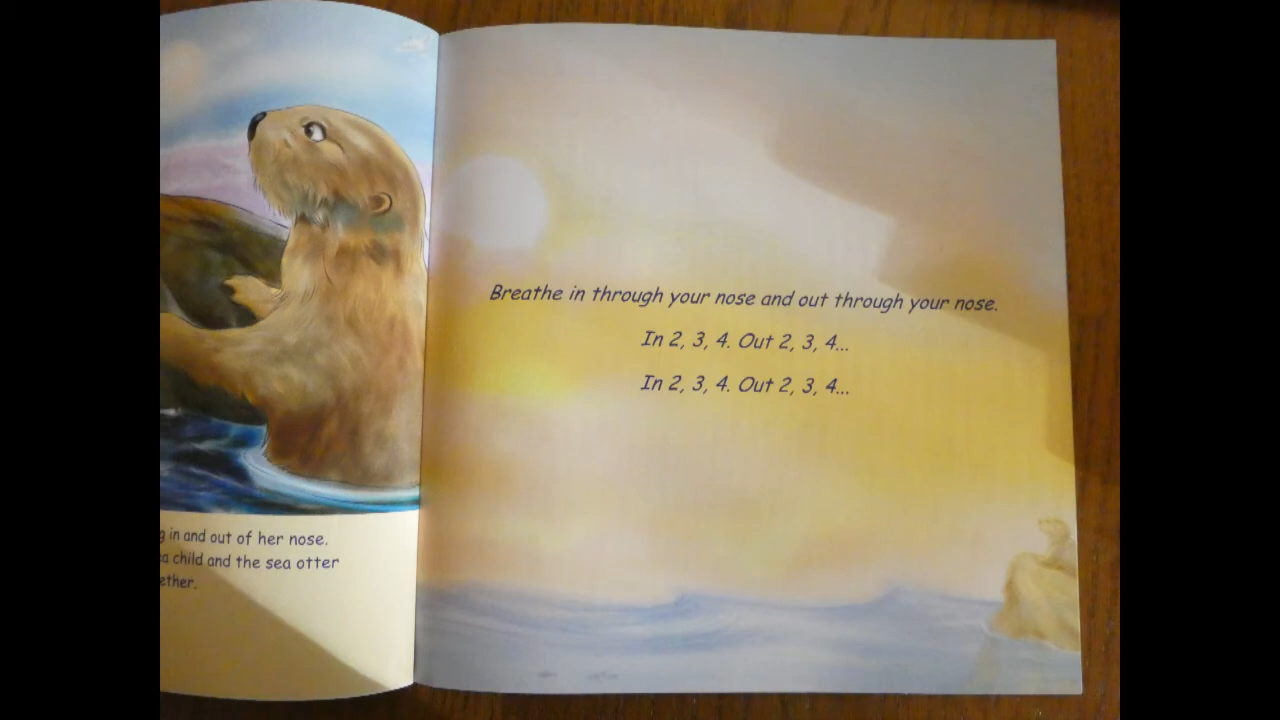 in and out of her nose.
child and the sea otter
Breathe in through your nose and out through your nose.
In 2, 3, 4. Out 2, 3, 4...
In 2, 3, 4. Out 2, 3, 4...